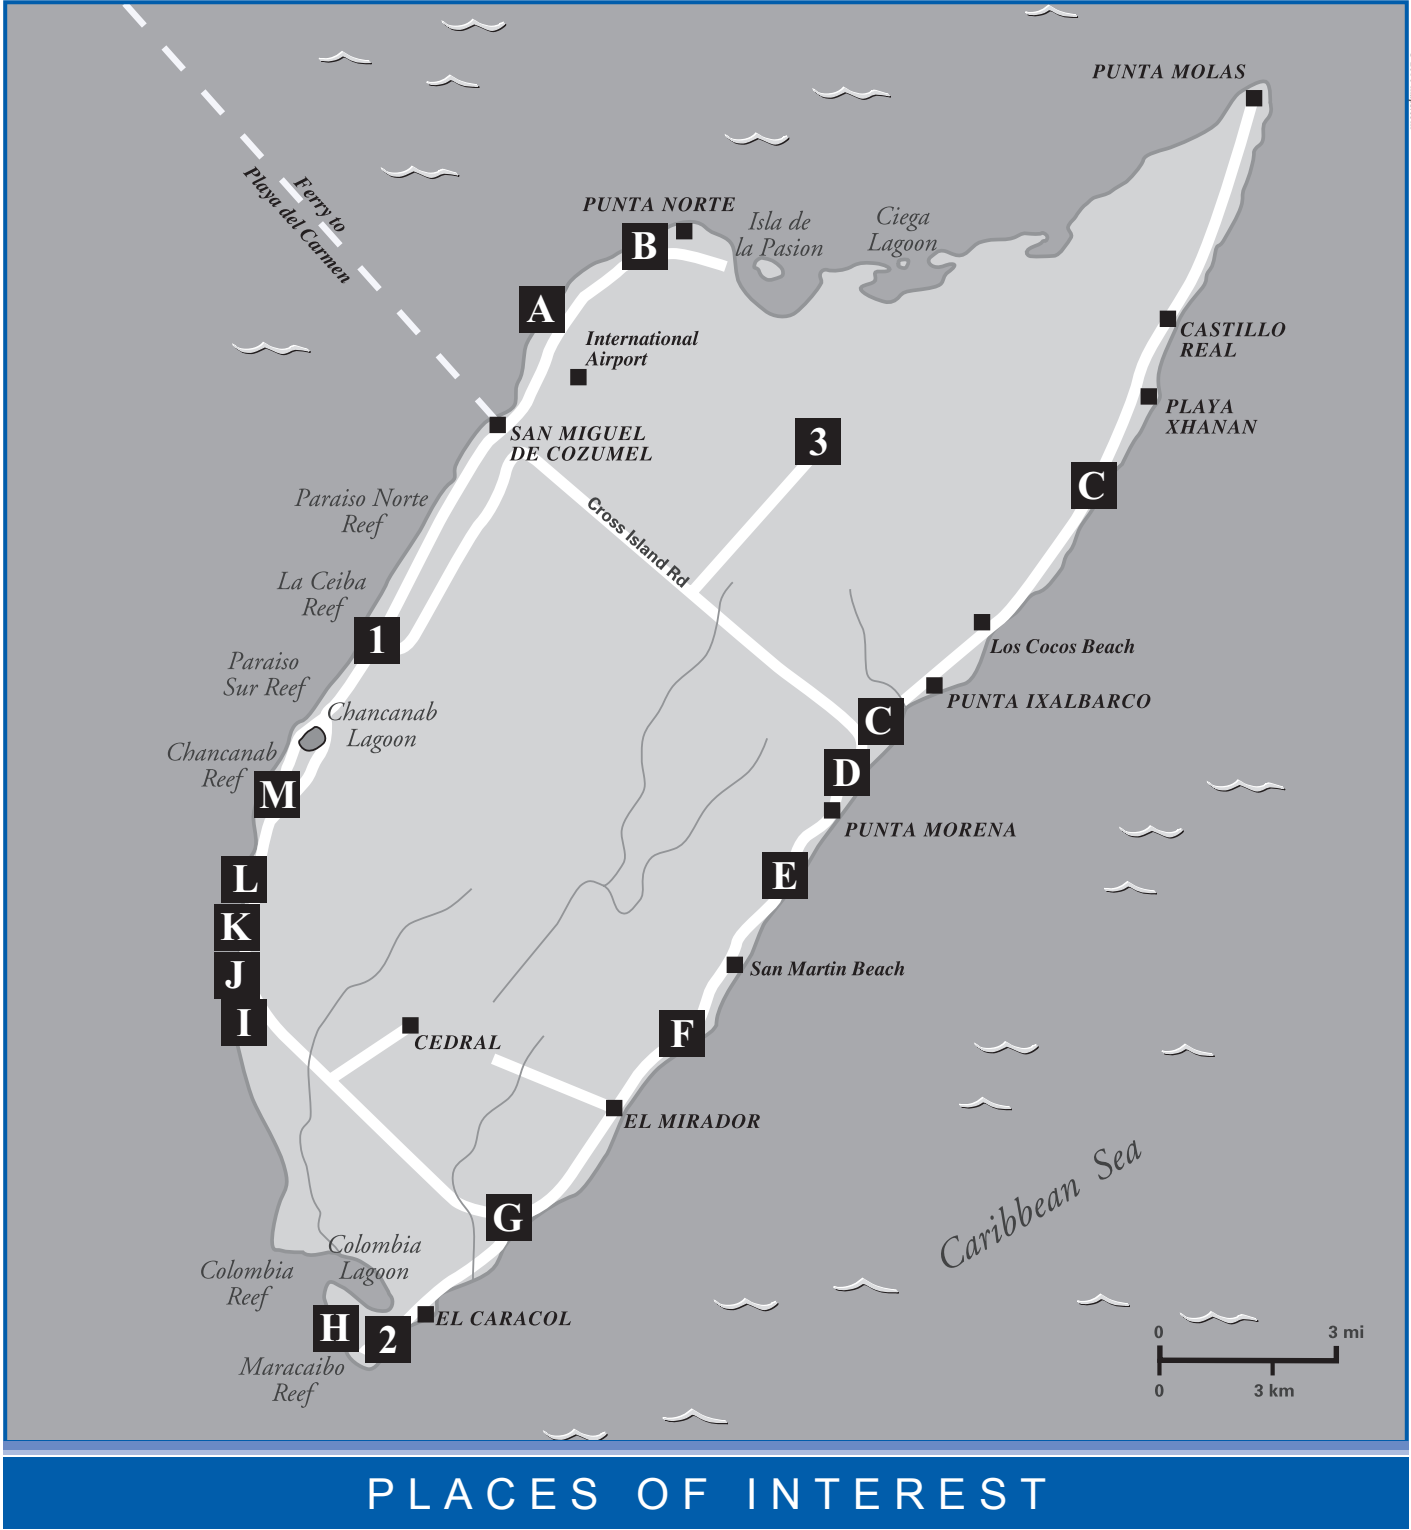 PUNTA MOLAS
Ferry to
Playa del Carmen
PUNTA NORTE
B
Isla de
la Pasion
Ciega
Lagoon
A
International
Airport
CASTILLO
REAL
PLAYA
XHANAN
SAN MIGUEL
DE COZUMEL
3
C
Paraiso Norte
Reef
Cross Island Rd
La Ceiba
Reef
1
Los Cocos Beach
Paraiso
Sur Reef
PUNTA IXALBARCO
Chancanab
Lagoon
C
Chancanab
Reef
D
M
PUNTA MORENA
L
E
K
San Martin Beach
J
I
F
CEDRAL
EL MIRADOR
Caribbean Sea
G
Colombia
Lagoon
Colombia
Reef
H
2
EL CARACOL
Maracaibo
Reef
0 3 mi
0 3 km
PLACES OF INTEREST